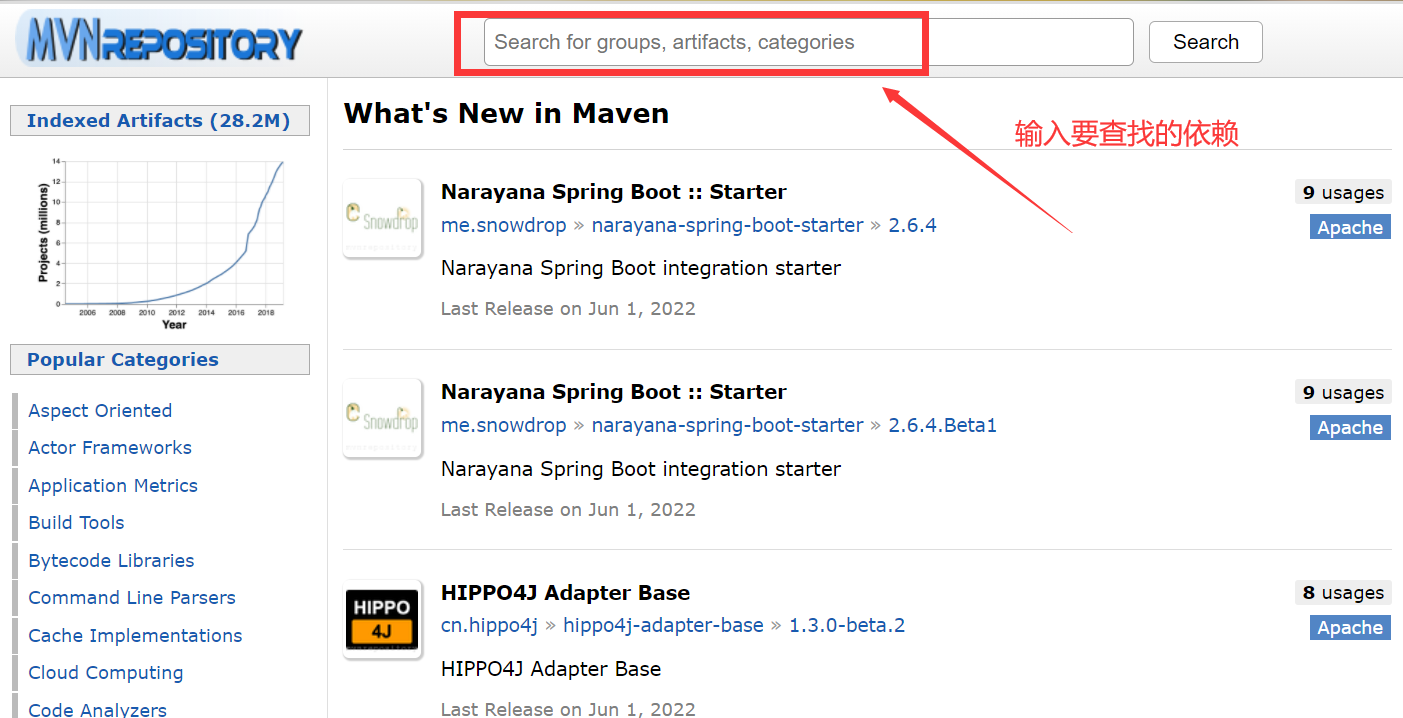 MVNREPOSITORY
Search for groups, artifacts, categories
Search
输入要查找的依赖
Indexed Artifacts (28.2M)
Projects (millions)
14
12
10
8
6
4
2
0
2006 2008 2010 2012 2014 2016 2018
Year
Popular Categories
Aspect Oriented
Actor Frameworks
Application Metrics
Build Tools
Bytecode Libraries
Command Line Parsers
Cache Implementations
Cloud Computing
Code Analyzers
What's New in Maven
Snowdrop
Narayana Spring Boot :: Starter
9 usages
me.snowdrop » narayana-spring-boot-starter » 2.6.4
Apache
Narayana Spring Boot integration starter
Last Release on Jun 1, 2022
Snowdrop
Narayana Spring Boot :: Starter
9 usages
me.snowdrop » narayana-spring-boot-starter » 2.6.4.Beta1
Apache
Narayana Spring Boot integration starter
Last Release on Jun 1, 2022
HIPPO
4J
HIPPO4J Adapter Base
8 usages
cn.hippo4j » hippo4j-adapter-base » 1.3.0-beta.2
Apache
HIPPO4J Adapter Base
Last Release on Jun 1, 2022